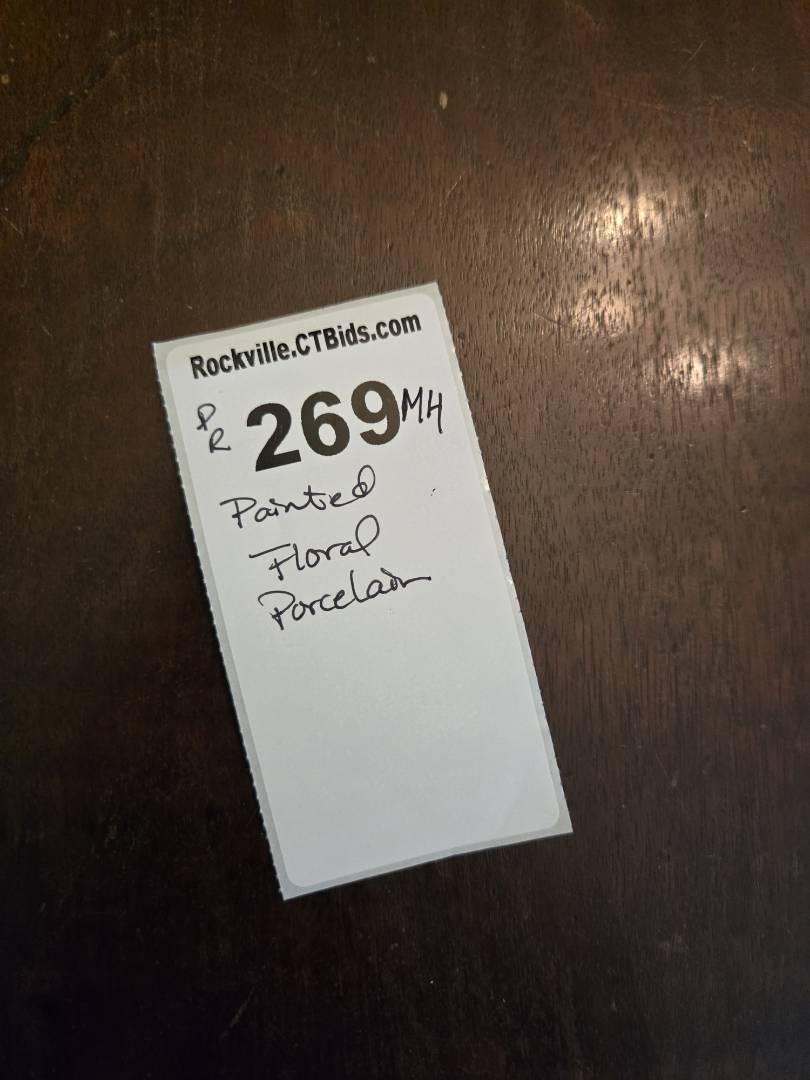 Rockville.CTBids.com
PR 269 MH
Painted
Floral
Porcelain